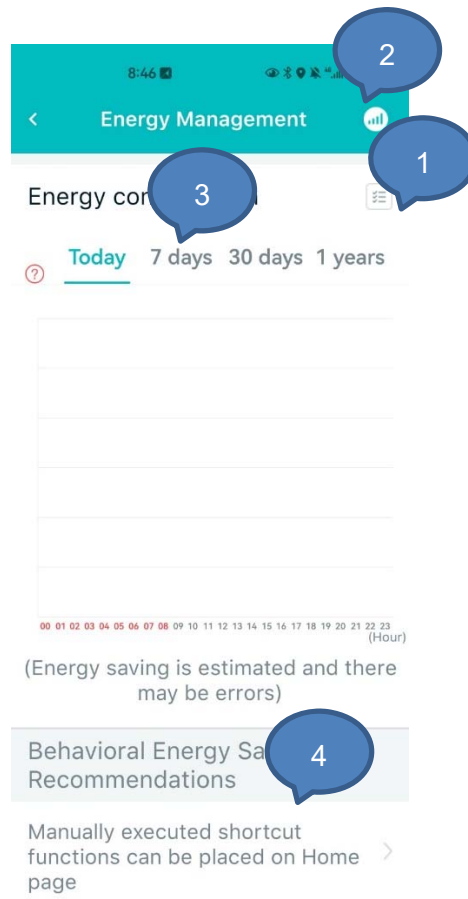 2
8:46
< Energy Management
1
Energy con
3
Today 7 days 30 days 1 years
?
00 01 02 03 04 05 06 07 08 09 10 11 12 13 14 15 16 17 18 19 20 21 22 23
(Hour)
(Energy saving is estimated and there
may be errors)
Behavioral Energy Sa
4
Recommendations
Manually executed shortcut
functions can be placed on Home
page